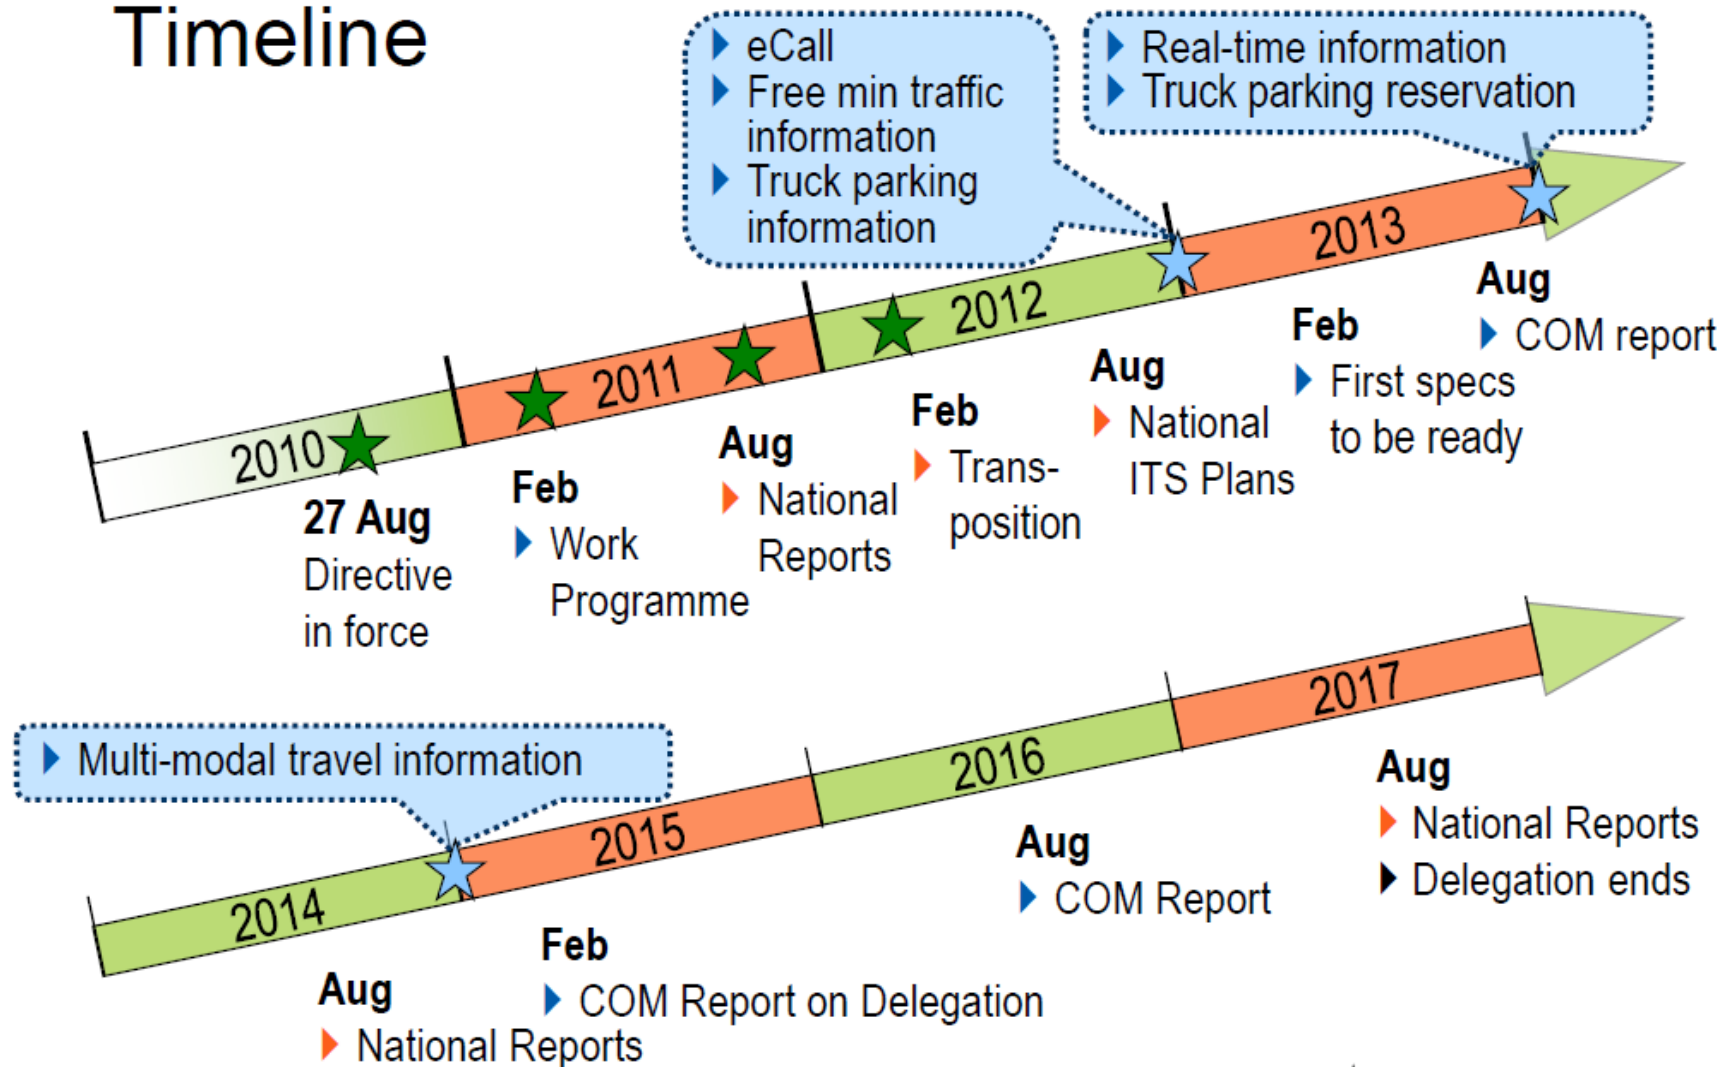 Timeline
eCall
Free min traffic
information
Truck parking
information
Real-time information
Truck parking reservation
2010
2011
2012
2013
27 Aug
Directive
in force
Feb
Work
Programme
Aug
National
Reports
Feb
Trans-
position
Aug
National
ITS Plans
Feb
First specs
to be ready
Aug
COM report
Multi-modal travel information
2014
2015
2016
2017
Aug
National Reports
Feb
COM Report on Delegation
Aug
COM Report
Aug
National Reports
Delegation ends